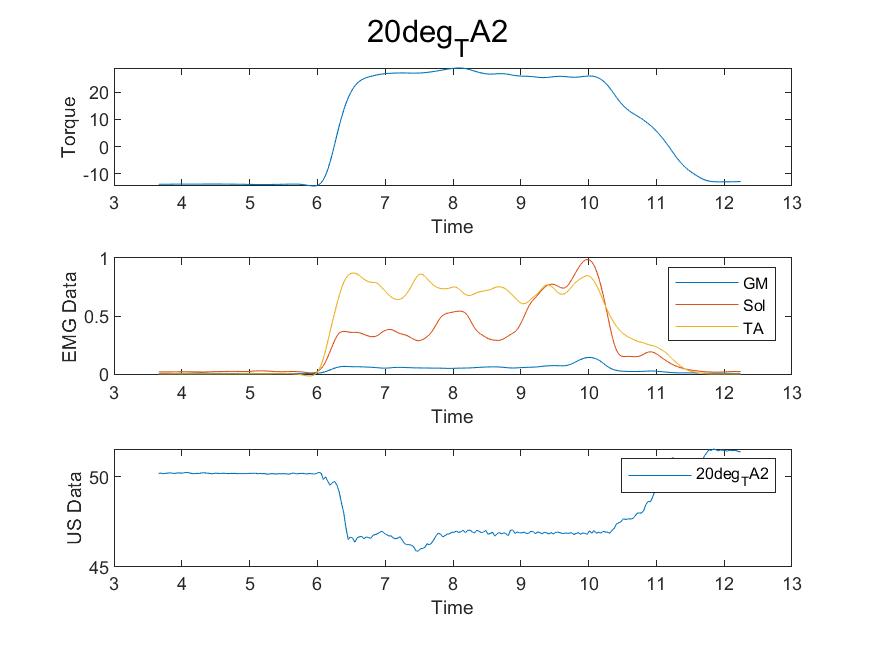 20deg_TA2
20
10
0
-10
Torque
3 4 5 6 7 8 9 10 11 12 13
Time
1
0.5
0
EMG Data
GM
Sol
TA
3 4 5 6 7 8 9 10 11 12 13
Time
50
45
US Data
20deg_TA2
3 4 5 6 7 8 9 10 11 12 13
Time